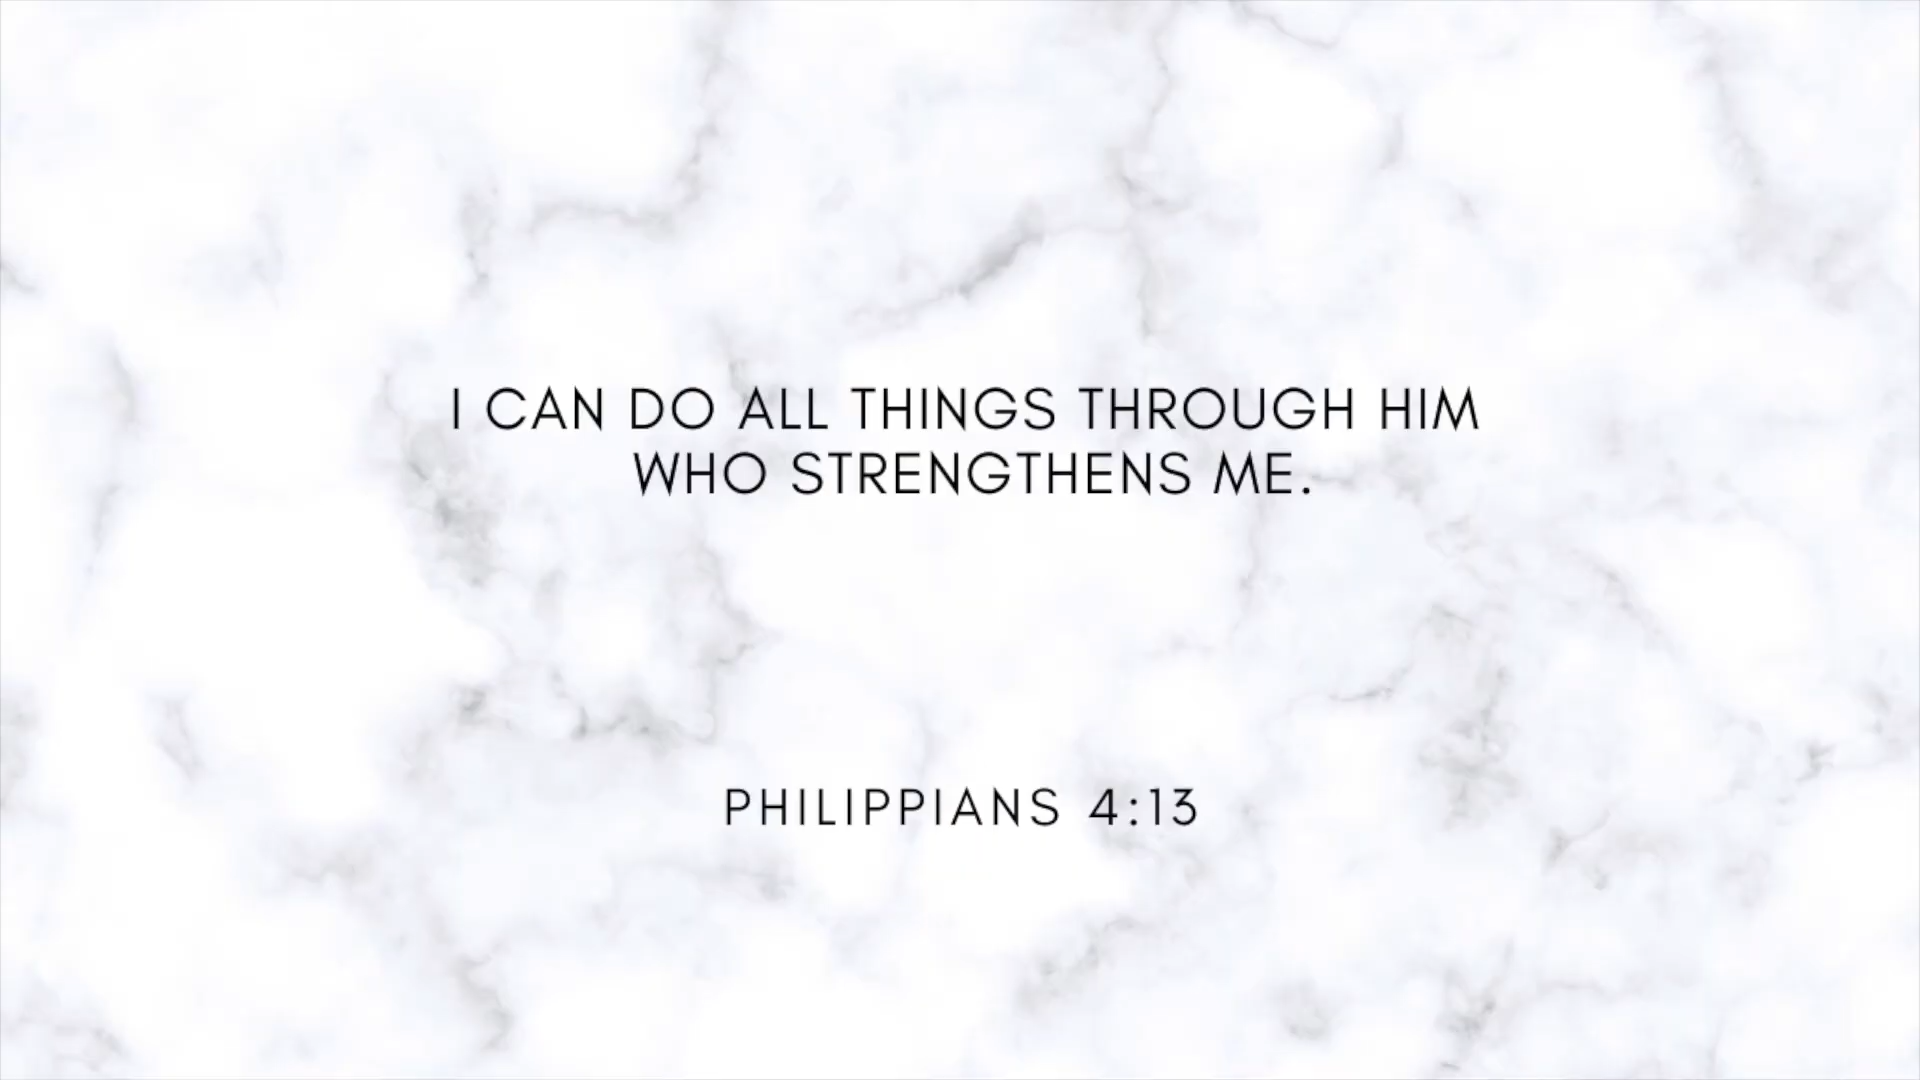 I CAN DO ALL THINGS THROUGH HIM
WHO STRENGTHENS ME.
PHILIPPIANS 4:13